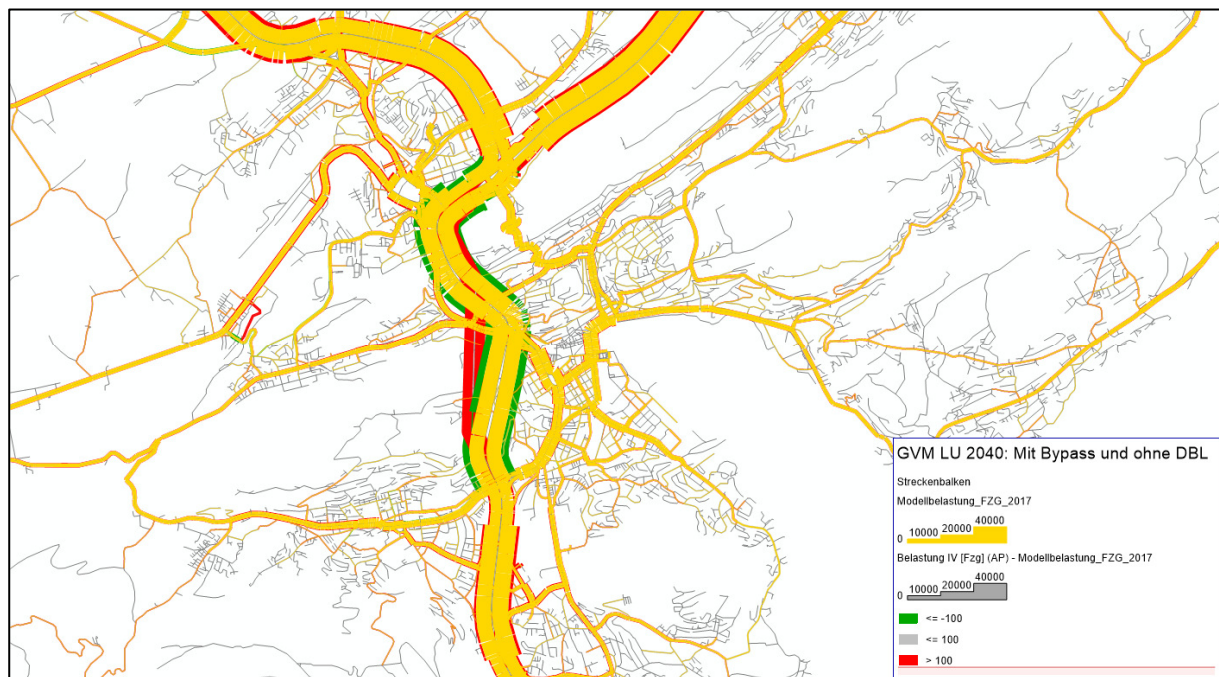 GVM LU 2040: Mit Bypass und ohne DBL
Streckenbalken
Modellbelastung_FZG_2017
0 10000 20000 40000
Belastung IV [Fzg] (AP) - Modellbelastung_FZG_2017
0 10000 20000 40000
<= -100
<= 100
> 100